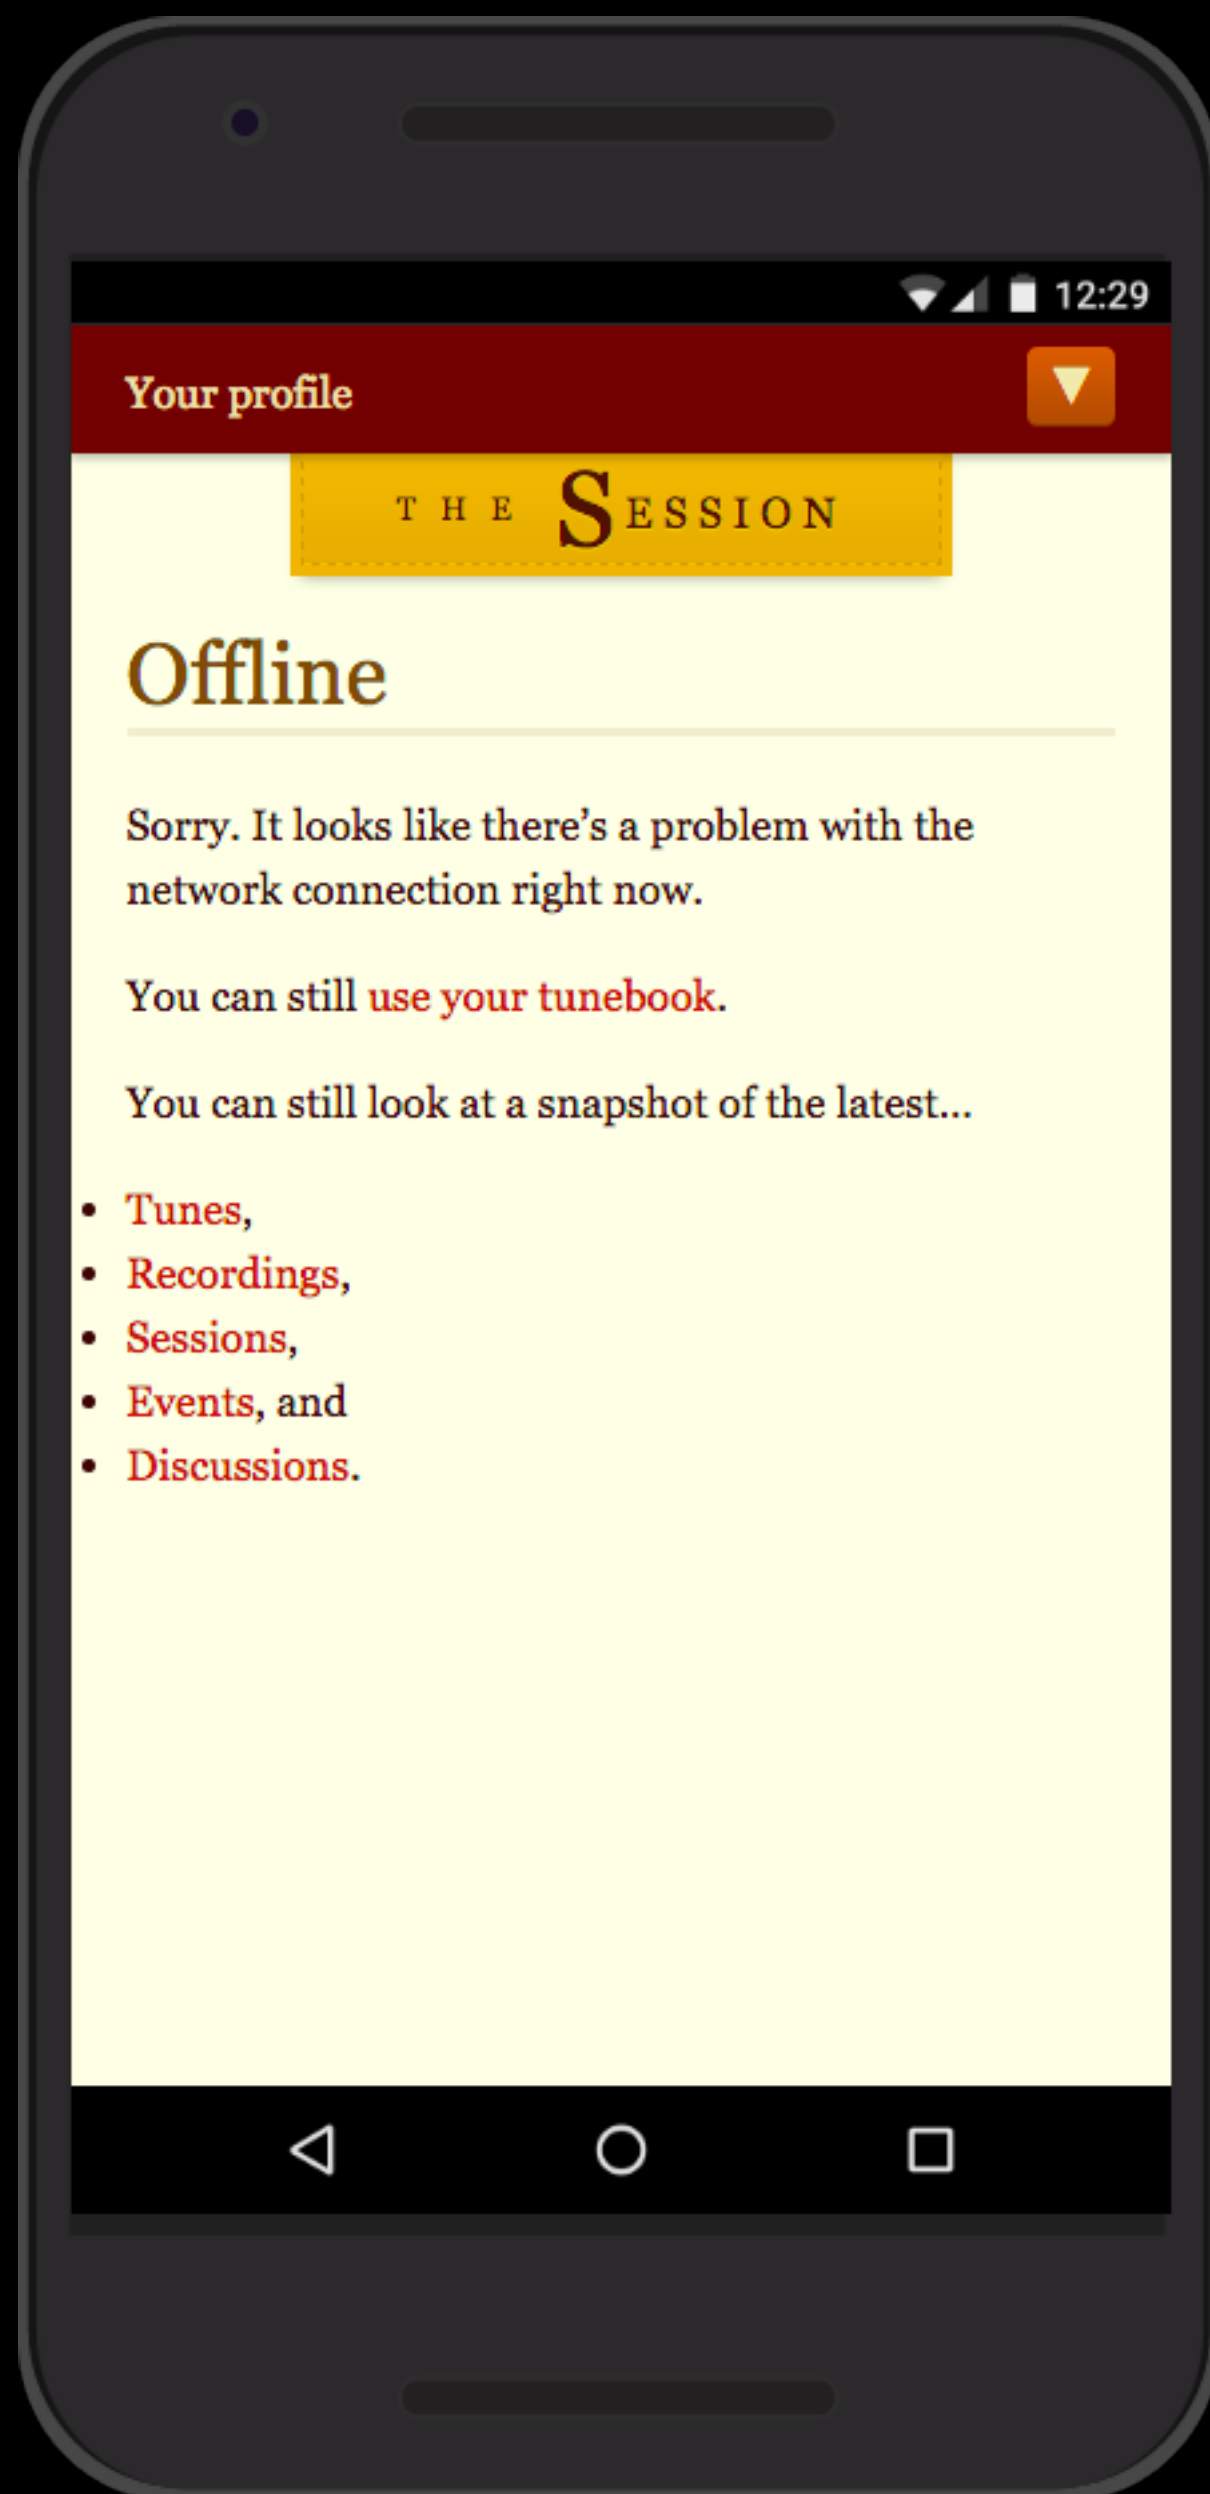 12:29
Your profile
THE SESSION
Offline
Sorry. It looks like there’s a problem with the
network connection right now.
You can still use your tunebook.
You can still look at a snapshot of the latest…
• Tunes,
• Recordings,
• Sessions,
• Events, and
• Discussions.